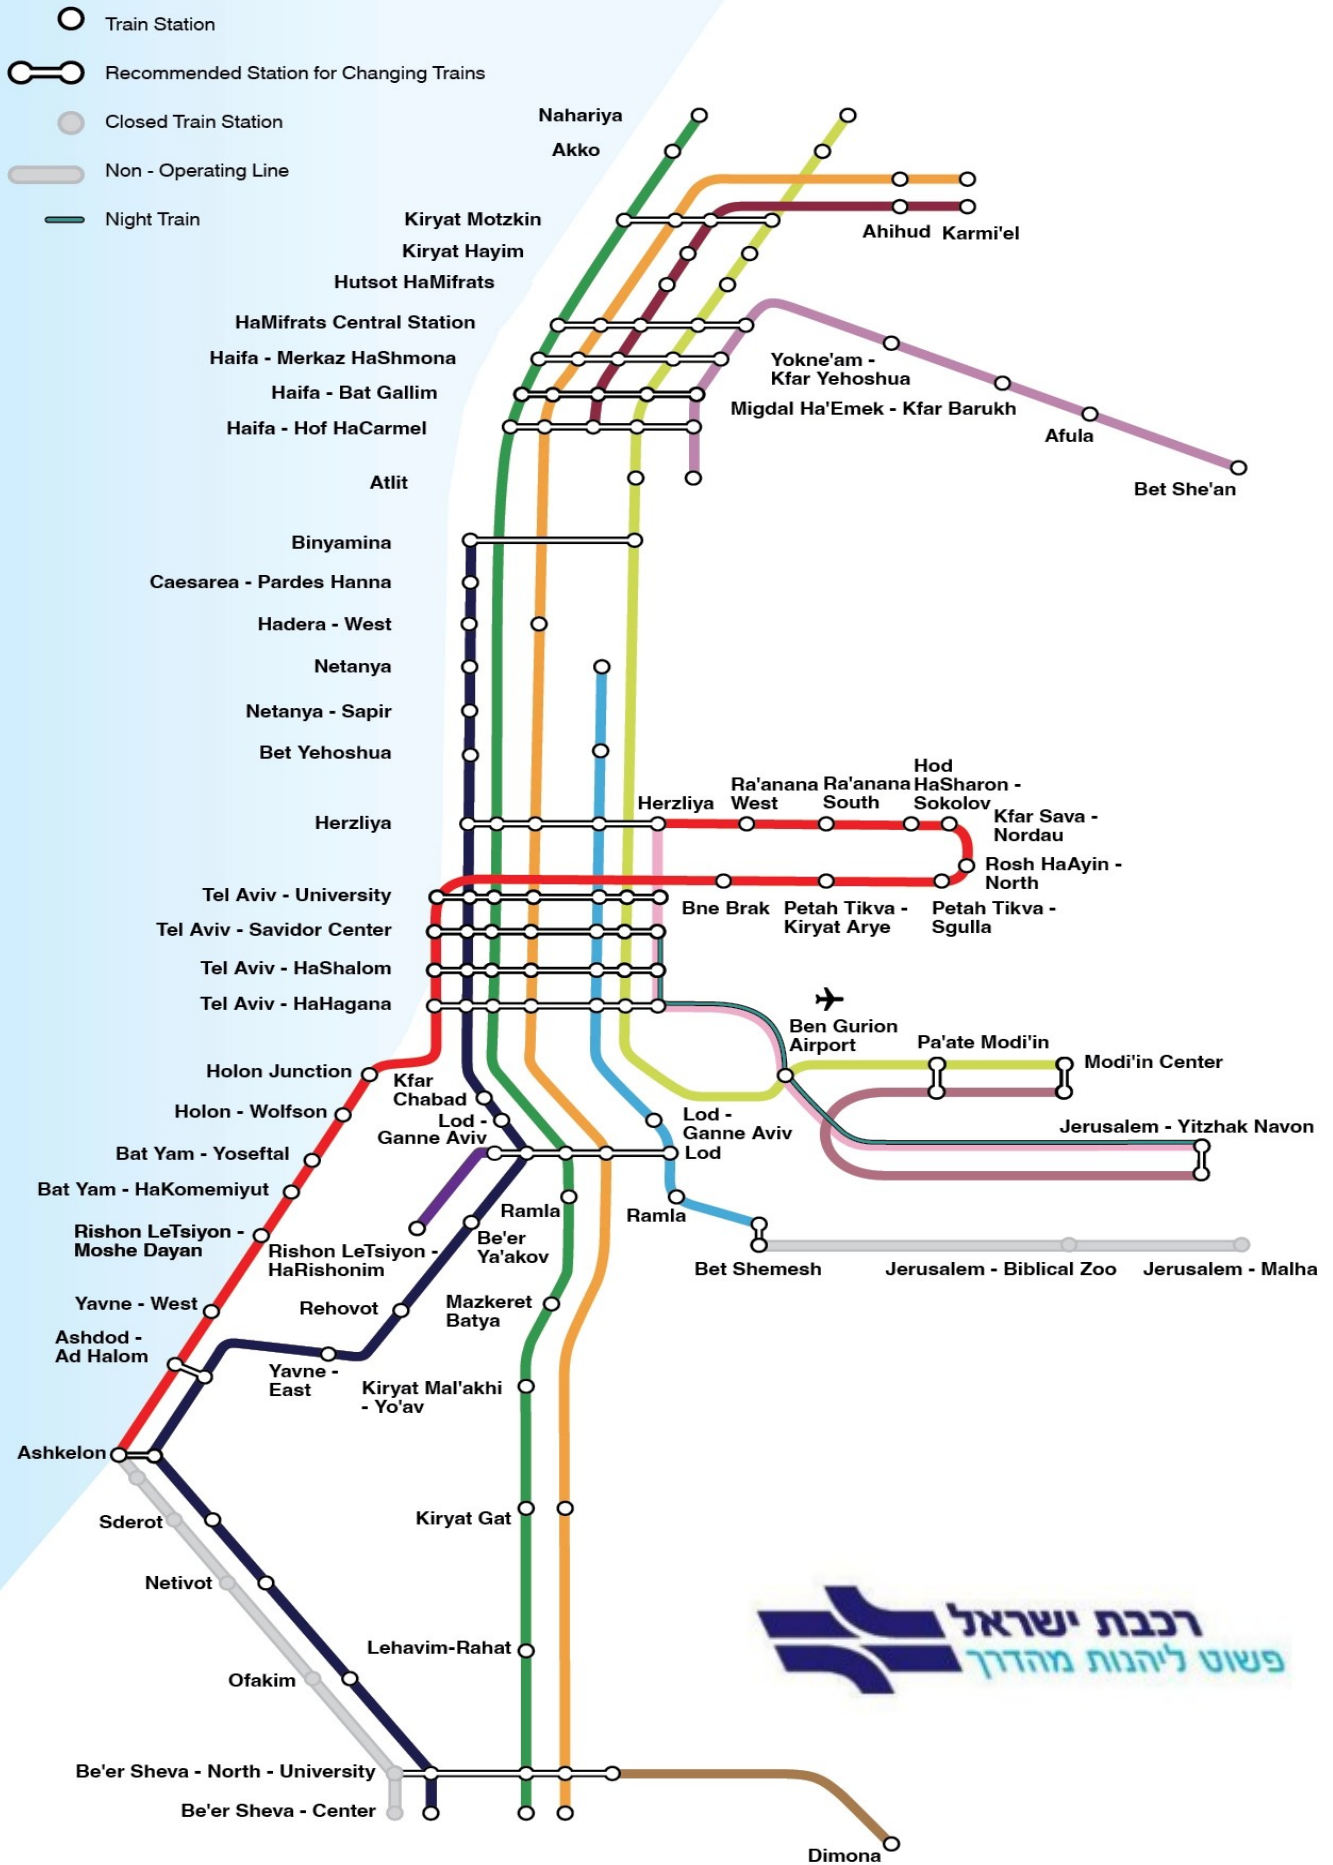 Train Station
Recommended Station for Changing Trains
Closed Train Station
Non - Operating Line
Night Train
Nahariya
Akko
Kiryat Motzkin
Ahihud
Karmi'el
Kiryat Hayim
Hutsot HaMifrats
HaMifrats Central Station
Haifa - Merkaz HaShmona
Yokne'am -
Kfar Yehoshua
Haifa - Bat Gallim
Migdal Ha'Emek - Kfar Barukh
Haifa - Hof HaCarmel
Afula
Atlit
Bet She'an
Binyamina
Caesarea - Pardes Hanna
Hadera - West
Netanya
Netanya - Sapir
Bet Yehoshua
Herzliya
Herzliya
Ra'anana
West
Ra'anana
South
Hod
HaSharon -
Sokolov
Kfar Sava -
Nordau
Rosh HaAyin -
North
Tel Aviv - University
Bne Brak
Petah Tikva -
Kiryat Arye
Petah Tikva -
Sgulla
Tel Aviv - Savidor Center
Tel Aviv - HaShalom
Tel Aviv - HaHagana
Ben Gurion
Airport
Pa'ate Modi'in
Modi'in Center
Holon Junction
Kfar
Chabad
Holon - Wolfson
Lod -
Ganne Aviv
Lod -
Ganne Aviv
Jerusalem - Yitzhak Navon
Bat Yam - Yoseftal
Lod
Bat Yam - HaKomemiyut
Ramla
Ramla
Rishon LeTsiyon -
Moshe Dayan
Rishon LeTsiyon -
HaRishonim
Be'er
Ya'akov
Bet Shemesh
Jerusalem - Biblical Zoo
Jerusalem - Malha
Yavne - West
Rehovot
Mazkeret
Batya
Ashdod -
Ad Halom
Yavne -
East
Kiryat Mal'akhi
- Yo'av
Ashkelon
Sderot
Kiryat Gat
Netivot
Lehavim-Rahat
Ofakim
רכבת ישראל
פשוט ליהנות מהדרך
Be'er Sheva - North - University
Be'er Sheva - Center
Dimona